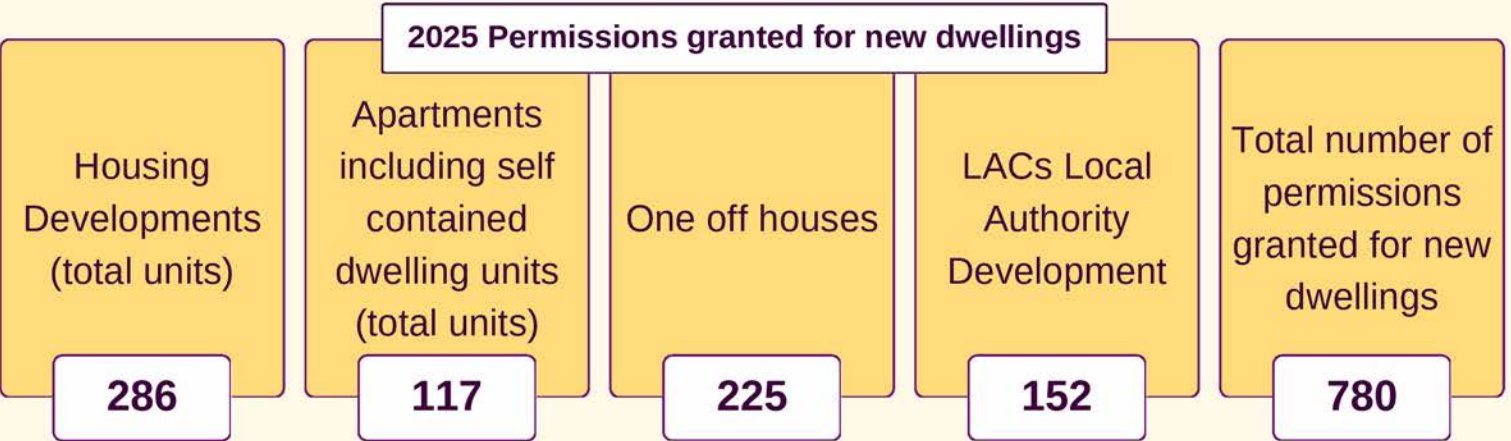 2025 Permissions granted for new dwellings
Housing
Developments
(total units)
286
Apartments
including self
contained
dwelling units
(total units)
117
One off houses
225
LACs Local
Authority
Development
152
Total number of
permissions
granted for new
dwellings
780